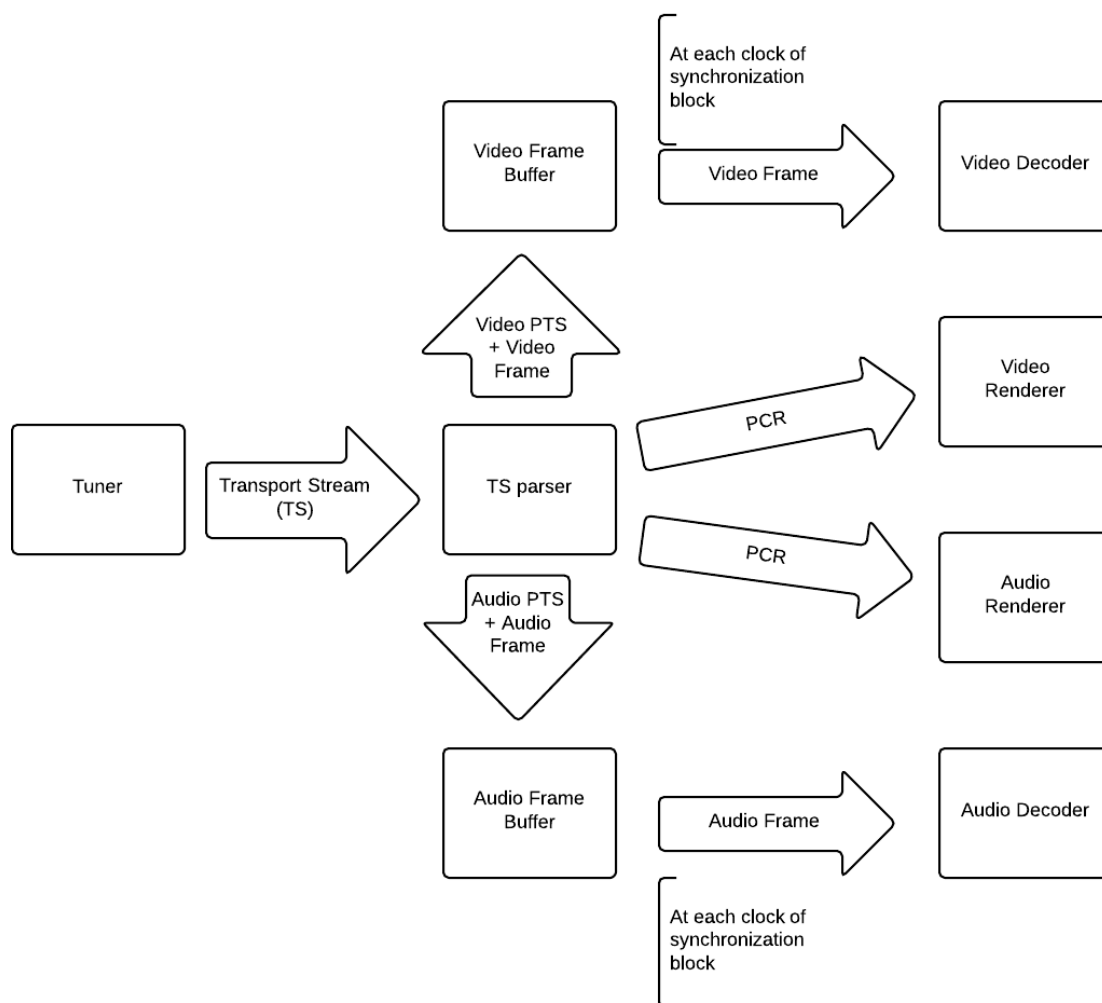 At each clock of
synchronization
block
Video Frame
Buffer
Video Frame
Video Decoder
Video PTS
+ Video
Frame
Video
Renderer
PCR
Tuner
Transport Stream
(TS)
TS parser
PCR
Audio PTS
+ Audio
Frame
Audio
Renderer
Audio Frame
Buffer
Audio Frame
Audio Decoder
At each clock of
synchronization
block